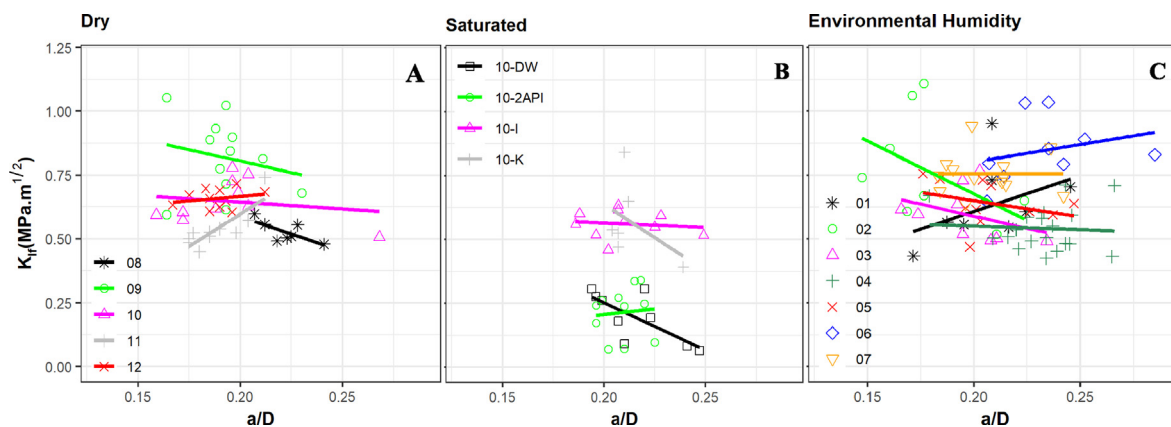 Dry
Saturated
Environmental Humidity
A
B
C
K_If(MPa.m^1/2)
1.25
1.00
0.75
0.50
0.25
0.00
08
09
10
11
12
10-DW
10-2API
10-I
10-K
01
02
03
04
05
06
07
0.15 0.20 0.25
0.15 0.20 0.25
0.15 0.20 0.25
a/D
a/D
a/D